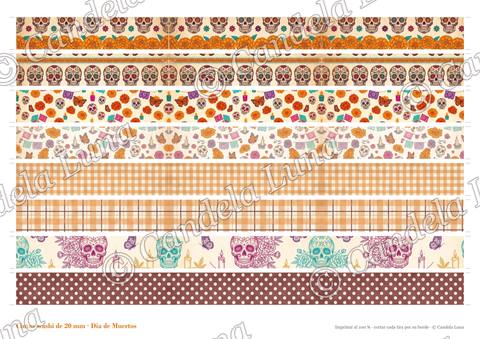 © Candela Luna
washi de 20 mm · Día de Muertos
Imprimir al 100 % · cortar cada tira por su borde · © Candela Luna